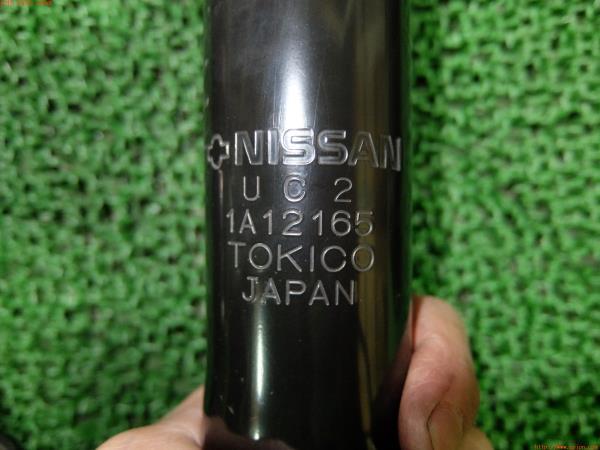 NISSAN
U C 2
1A12165
TOKICO
JAPAN